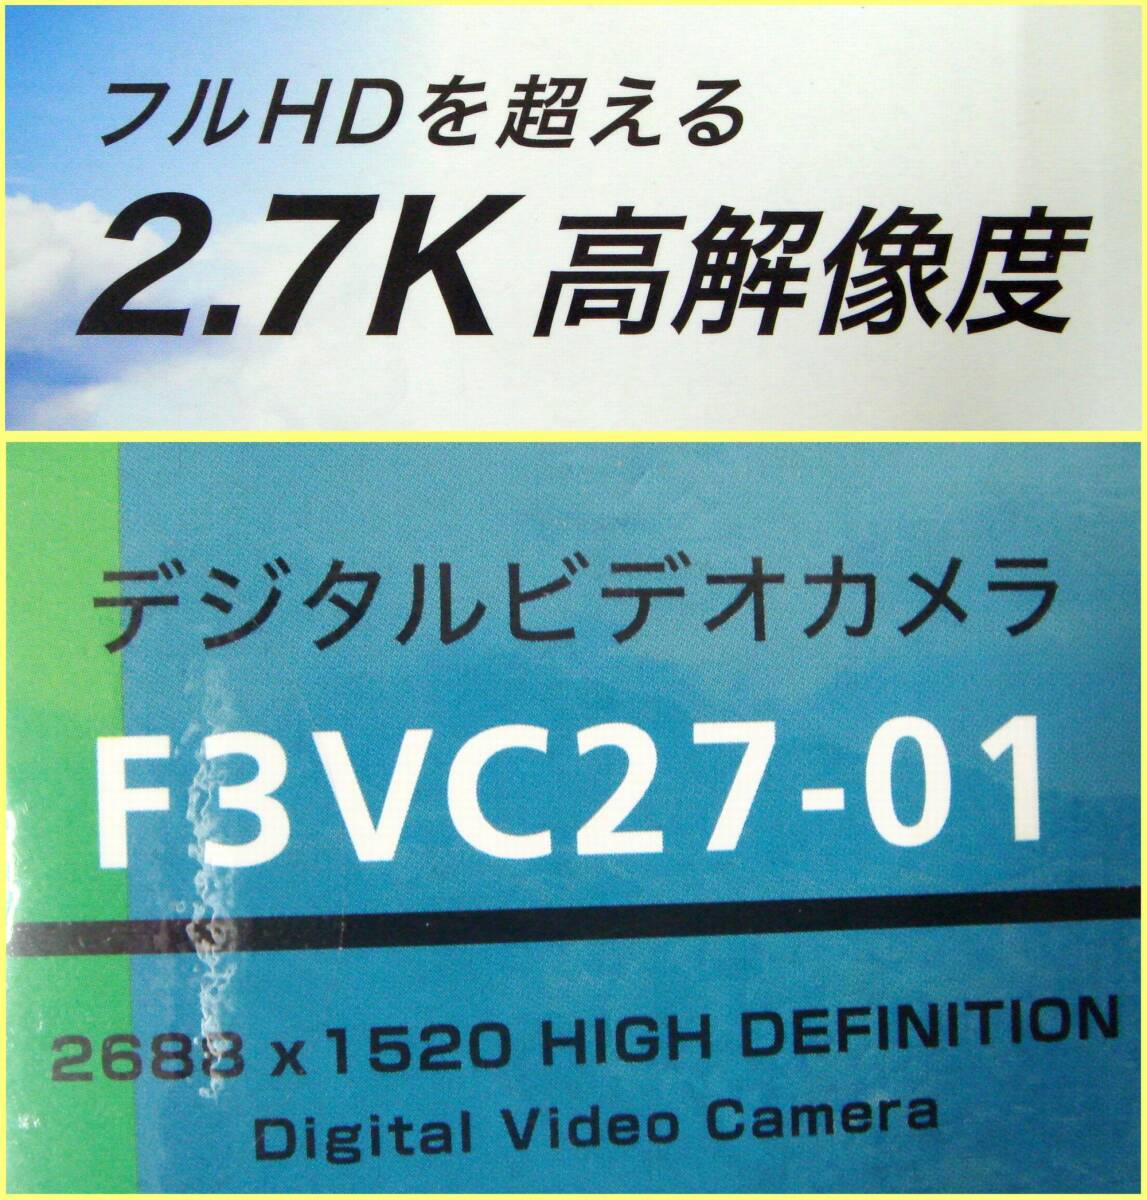 フルHDを超える
2.7K 高解像度
デジタルビデオカメラ
F3VC27-01
2688 x 1520 HIGH DEFINITION
Digital Video Camera